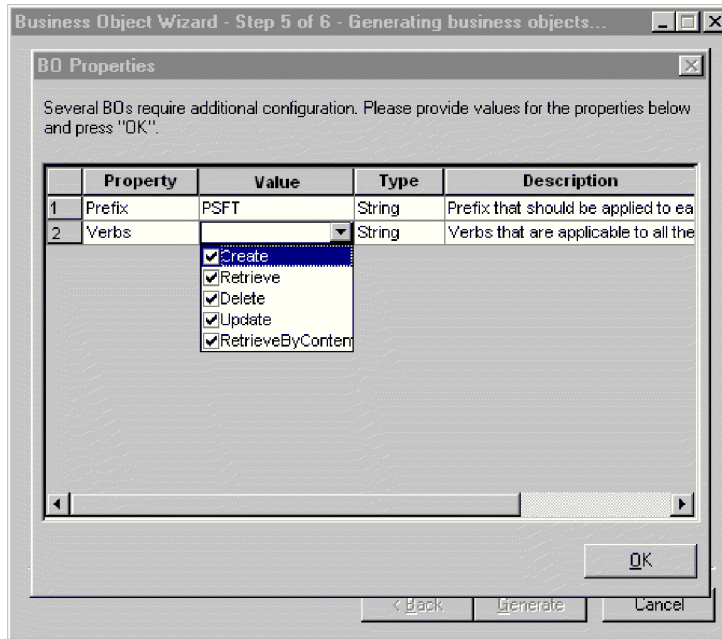 Business Object Wizard - Step 5 of 6 - Generating business objects...
BO Properties
Several BOs require additional configuration. Please provide values for the properties below
and press "OK".
Property Value Type Description
1 Prefix PSFT String Prefix that should be applied to ea
2 Verbs String Verbs that are applicable to all the
Create
Retrieve
Delete
Update
RetrieveByConten
OK
< Back Generate Cancel